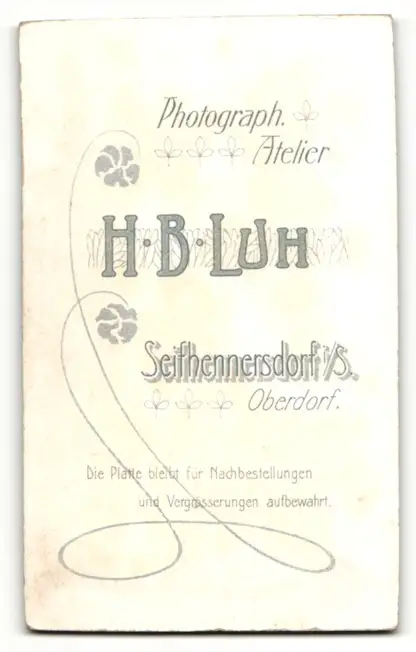 Photograph.
Atelier
H·B·LUH
Seifhennersdorf i/S.
Oberdorf.
Die Platte bleibt für Nachbestellungen
und Vergrösserungen aufbewahrt.